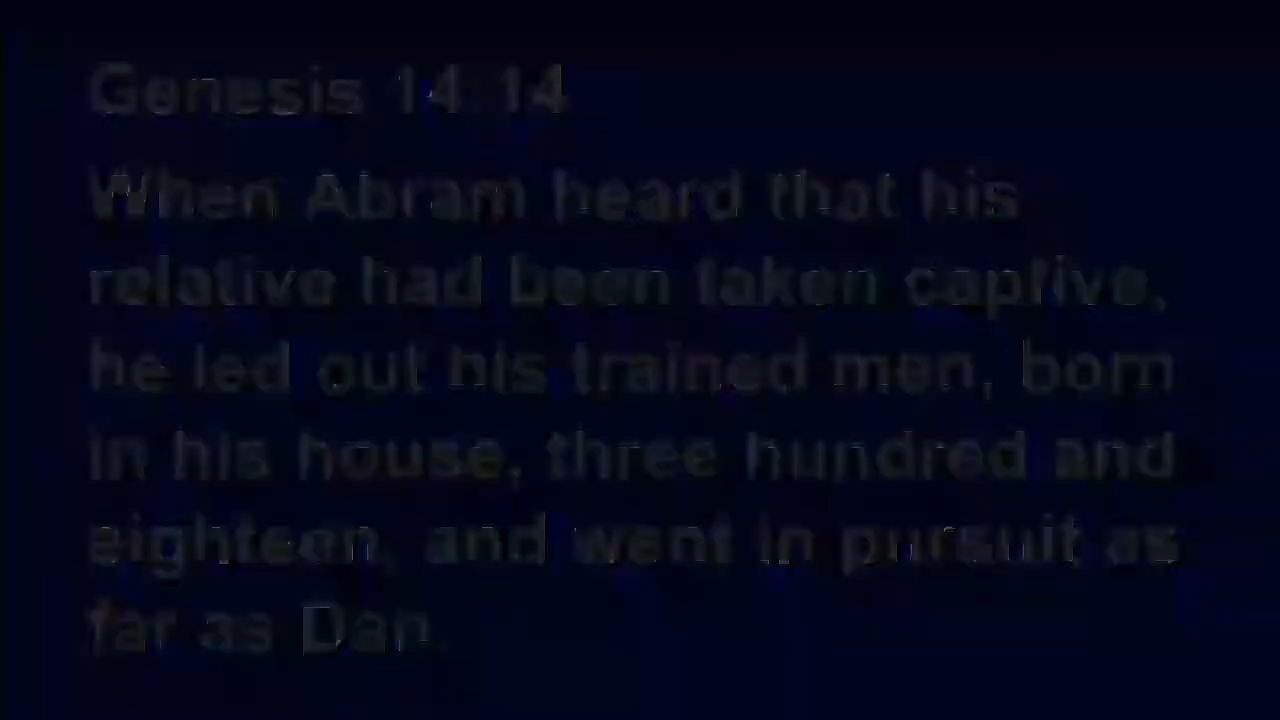 Genesis 14:14
When Abram heard that his
relative had been taken captive,
he led out his trained men, born
in his house, three hundred and
eighteen, and went in pursuit as
far as Dan.